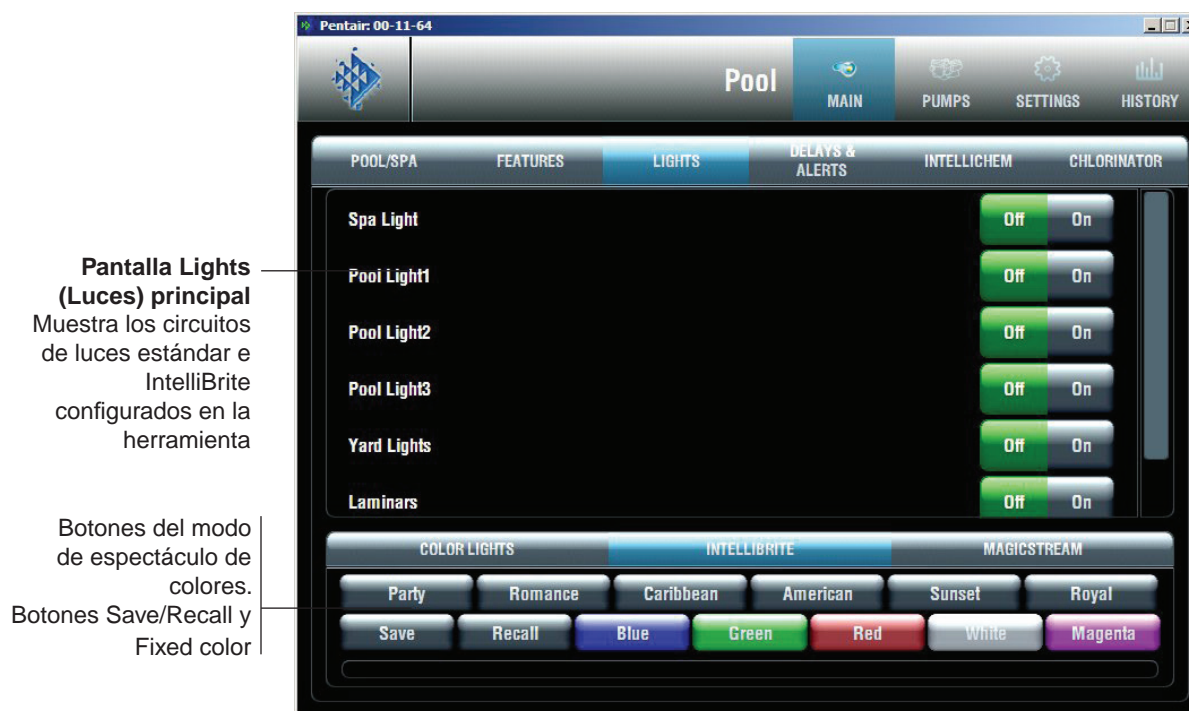 Pentair: 00-11-64
Pool
MAIN
PUMPS
SETTINGS
HISTORY
POOL/SPA
FEATURES
LIGHTS
DELAYS &
ALERTS
INTELLICHEM
CHLORINATOR
Spa Light
Off On
Pool Light1
Off On
Pool Light2
Off On
Pool Light3
Off On
Yard Lights
Off On
Laminars
Off On
COLOR LIGHTS
INTELLIBRITE
MAGICSTREAM
Party Romance Caribbean American Sunset Royal
Save Recall Blue Green Red White Magenta
Pantalla Lights
(Luces) principal
Muestra los circuitos
de luces estándar e
IntelliBrite
configurados en la
herramienta
Botones del modo
de espectáculo de
colores.
Botones Save/Recall y
Fixed color